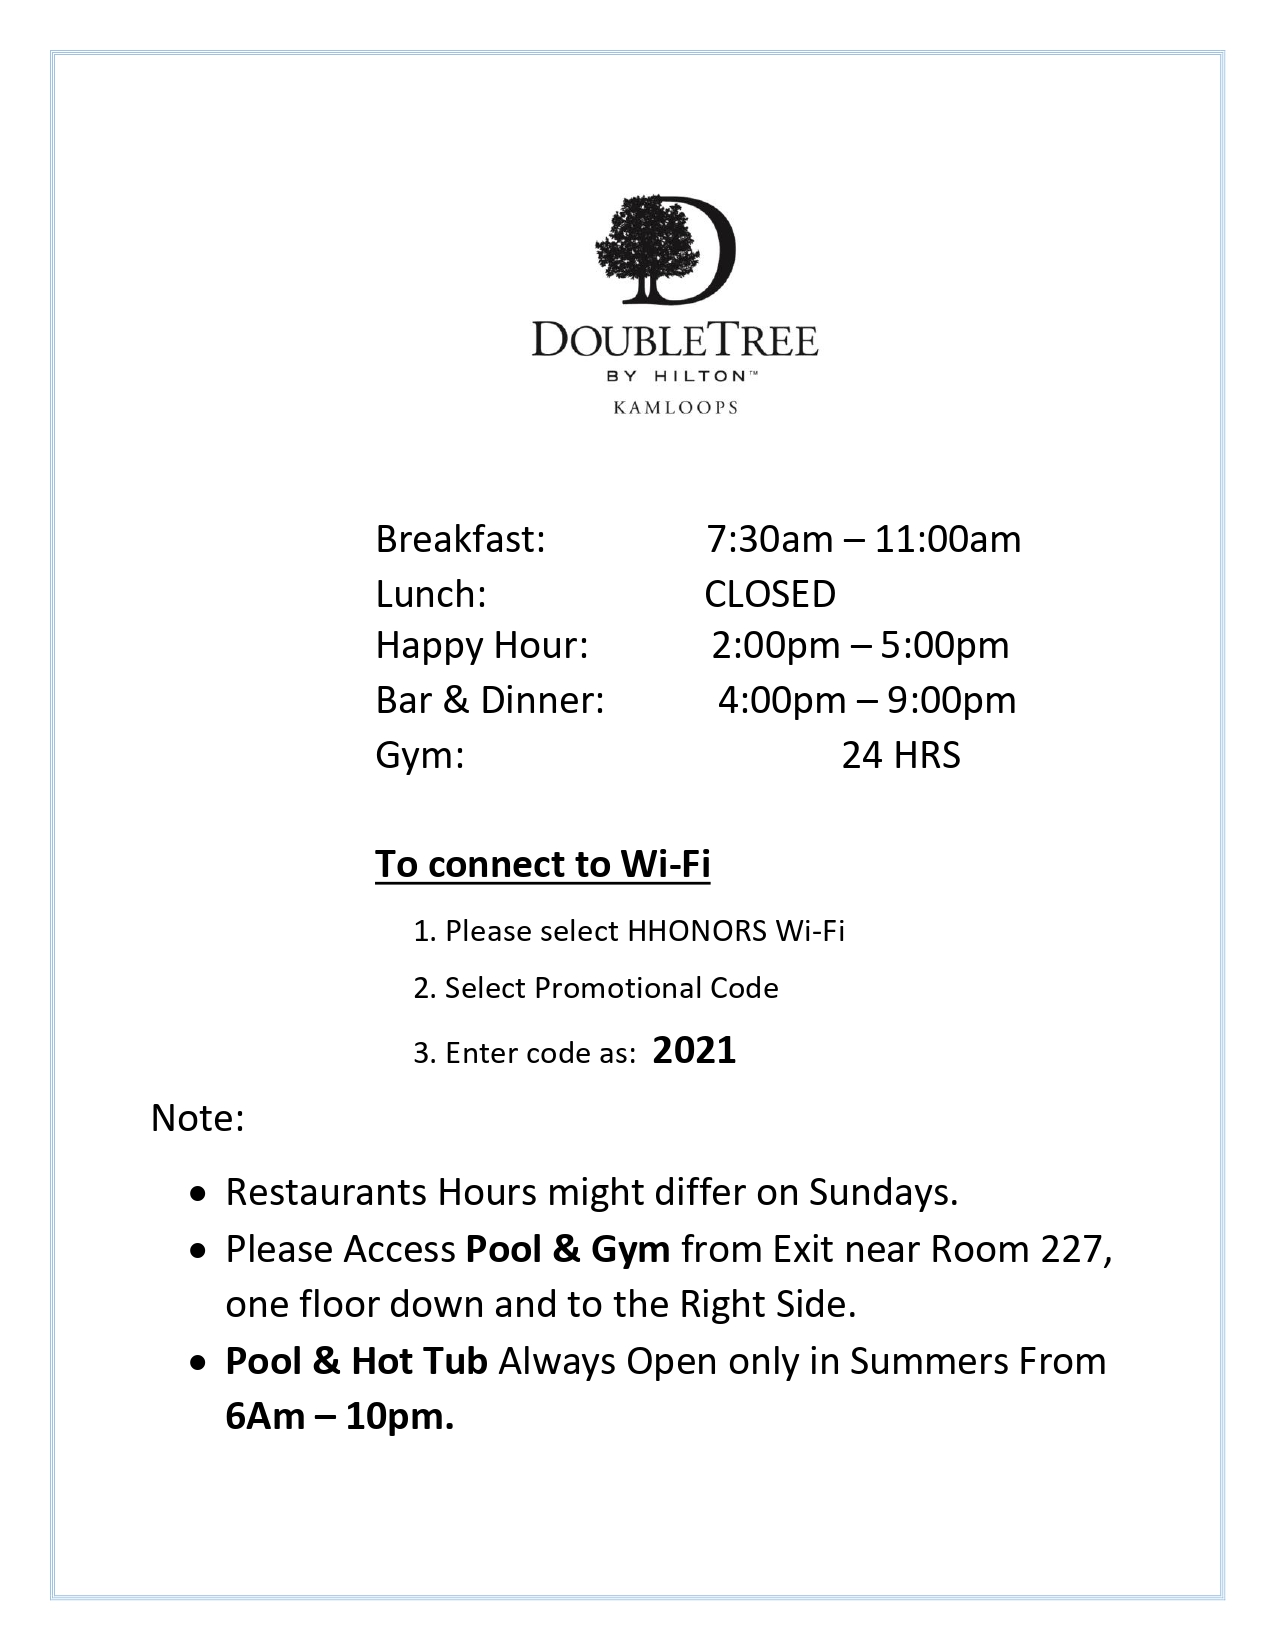 DOUBLETREE
BY HILTON™
KAMLOOPS
Breakfast: 7:30am – 11:00am
Lunch: CLOSED
Happy Hour: 2:00pm – 5:00pm
Bar & Dinner: 4:00pm – 9:00pm
Gym: 24 HRS
To connect to Wi-Fi
1. Please select HHONORS Wi-Fi
2. Select Promotional Code
3. Enter code as: 2021
Note:
• Restaurants Hours might differ on Sundays.
• Please Access Pool & Gym from Exit near Room 227,
one floor down and to the Right Side.
• Pool & Hot Tub Always Open only in Summers From
6Am – 10pm.